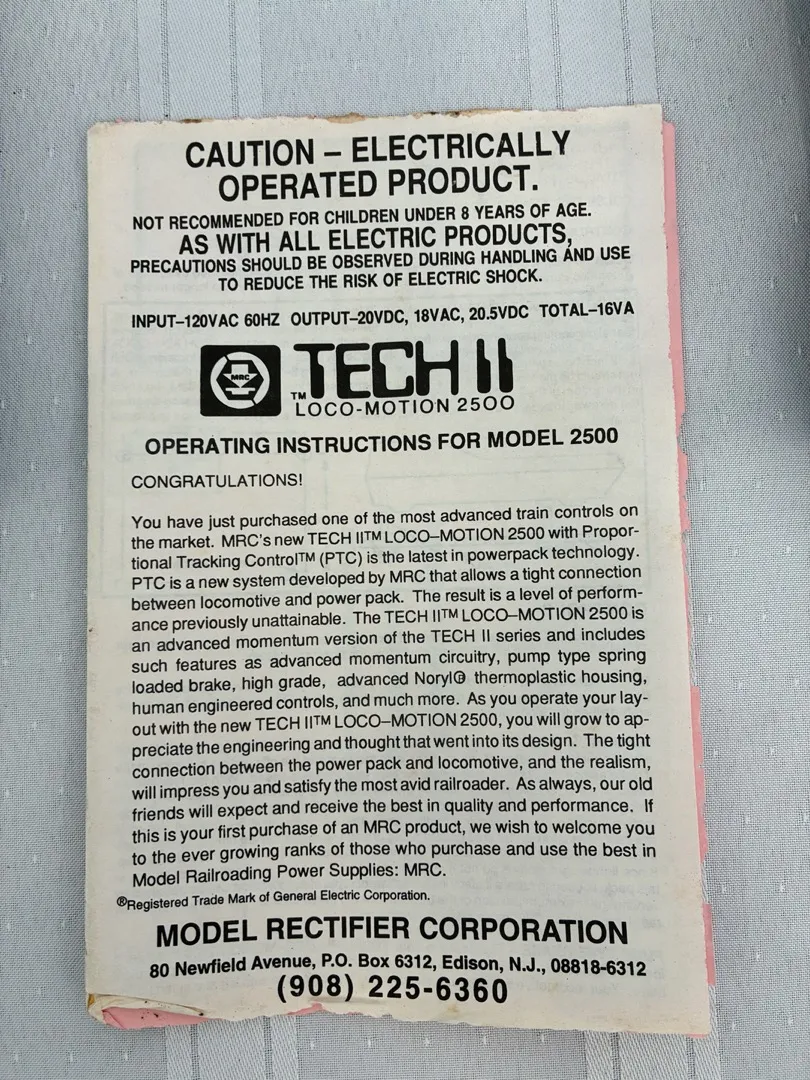 CAUTION – ELECTRICALLY
OPERATED PRODUCT.
NOT RECOMMENDED FOR CHILDREN UNDER 8 YEARS OF AGE.
AS WITH ALL ELECTRIC PRODUCTS,
PRECAUTIONS SHOULD BE OBSERVED DURING HANDLING AND USE
TO REDUCE THE RISK OF ELECTRIC SHOCK.
INPUT–120VAC 60HZ OUTPUT–20VDC, 18VAC, 20.5VDC TOTAL–16VA
MRC
™ TECH II
LOCO-MOTION 2500
OPERATING INSTRUCTIONS FOR MODEL 2500
CONGRATULATIONS!
You have just purchased one of the most advanced train controls on
the market. MRC's new TECH II™ LOCO–MOTION 2500 with Propor-
tional Tracking Control™ (PTC) is the latest in powerpack technology.
PTC is a new system developed by MRC that allows a tight connection
between locomotive and power pack. The result is a level of perform-
ance previously unattainable. The TECH II™ LOCO–MOTION 2500 is
an advanced momentum version of the TECH II series and includes
such features as advanced momentum circuitry, pump type spring
loaded brake, high grade, advanced Noryl® thermoplastic housing,
human engineered controls, and much more. As you operate your lay-
out with the new TECH II™ LOCO–MOTION 2500, you will grow to ap-
preciate the engineering and thought that went into its design. The tight
connection between the power pack and locomotive, and the realism,
will impress you and satisfy the most avid railroader. As always, our old
friends will expect and receive the best in quality and performance. If
this is your first purchase of an MRC product, we wish to welcome you
to the ever growing ranks of those who purchase and use the best in
Model Railroading Power Supplies: MRC.
®Registered Trade Mark of General Electric Corporation.
MODEL RECTIFIER CORPORATION
80 Newfield Avenue, P.O. Box 6312, Edison, N.J., 08818-6312
(908) 225-6360